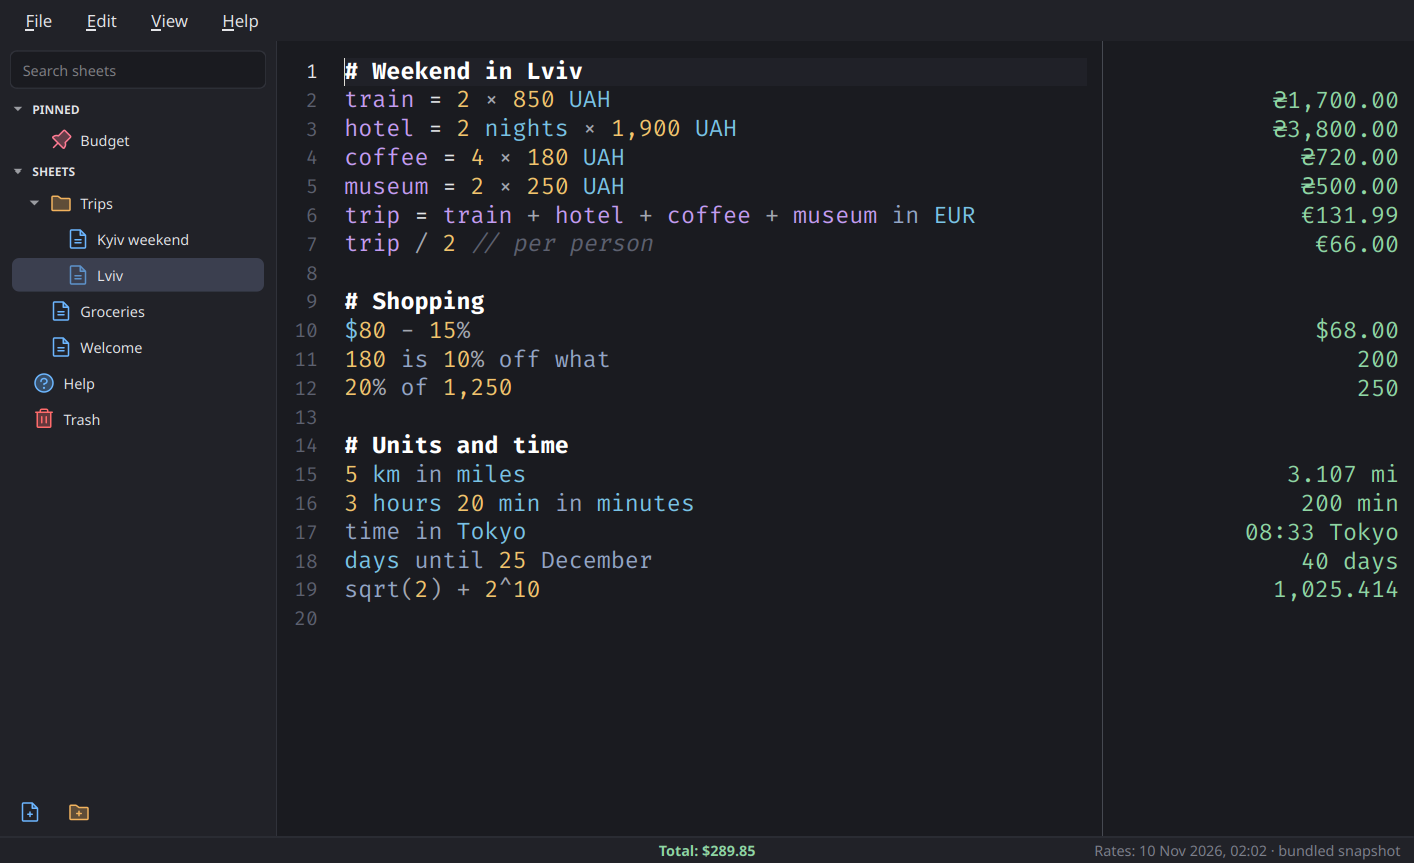 File Edit View Help
Search sheets
PINNED
Budget
SHEETS
Trips
Kyiv weekend
Lviv
Groceries
Welcome
Help
Trash
1 # Weekend in Lviv
2 train = 2 × 850 UAH ₴1,700.00
3 hotel = 2 nights × 1,900 UAH ₴3,800.00
4 coffee = 4 × 180 UAH ₴720.00
5 museum = 2 × 250 UAH ₴500.00
6 trip = train + hotel + coffee + museum in EUR €131.99
7 trip / 2 // per person €66.00
8
9 # Shopping
10 $80 − 15% $68.00
11 180 is 10% off what 200
12 20% of 1,250 250
13
14 # Units and time
15 5 km in miles 3.107 mi
16 3 hours 20 min in minutes 200 min
17 time in Tokyo 08:33 Tokyo
18 days until 25 December 40 days
19 sqrt(2) + 2^10 1,025.414
20
Total: $289.85
Rates: 10 Nov 2026, 02:02 · bundled snapshot